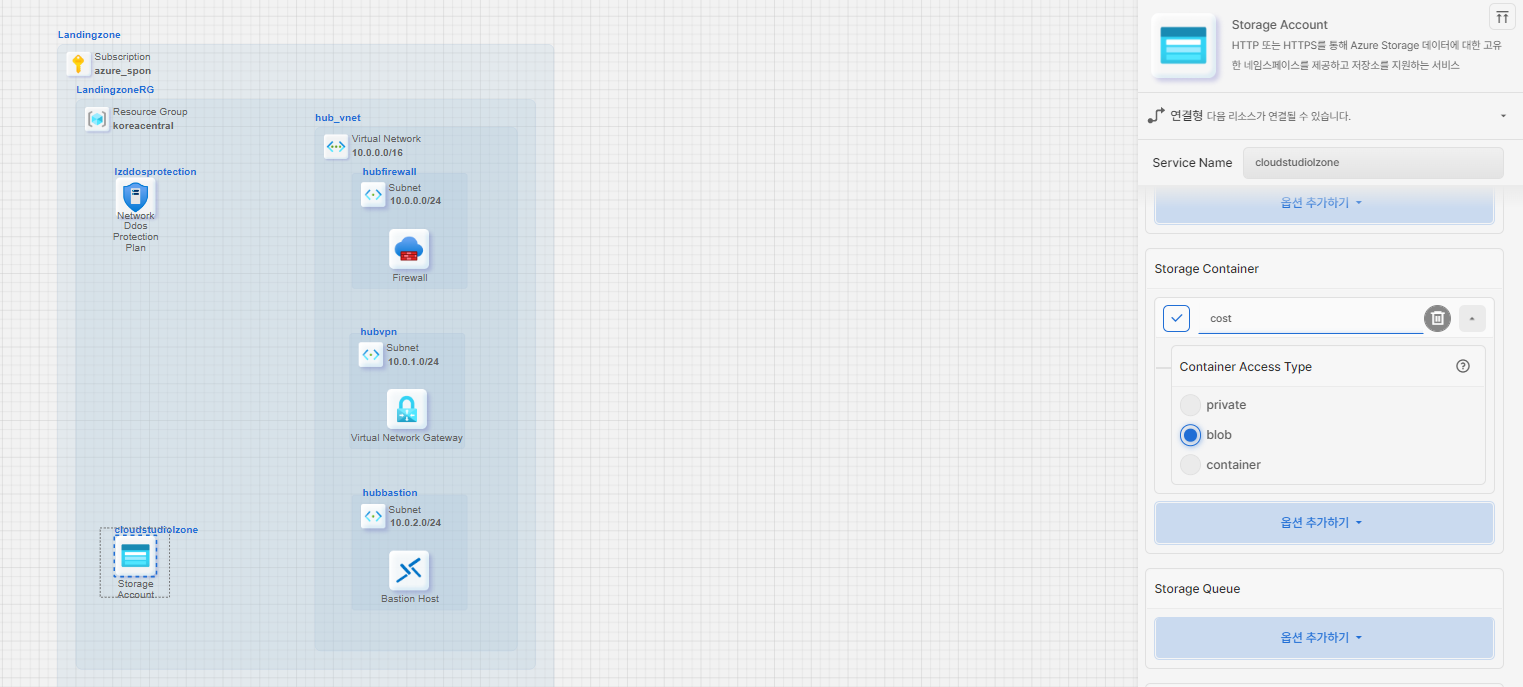 Landingzone
Subscription
azure_spon
LandingzoneRG
Resource Group
koreacentral
hub_vnet
Virtual Network
10.0.0.0/16
lzddosprotection
Network
Ddos
Protection
Plan
hubfirewall
Subnet
10.0.0.0/24
Firewall
hubvpn
Subnet
10.0.1.0/24
Virtual Network Gateway
hubbastion
Subnet
10.0.2.0/24
Bastion Host
cloudstudiolzone
Storage
Account
Storage Account
HTTP 또는 HTTPS를 통해 Azure Storage 데이터에 대한 고유
한 네임스페이스를 제공하고 저장소를 지원하는 서비스
연결형 다음 리소스가 연결될 수 있습니다.
Service Name cloudstudiolzone
옵션 추가하기
Storage Container
cost
Container Access Type
private
blob
container
옵션 추가하기
Storage Queue
옵션 추가하기